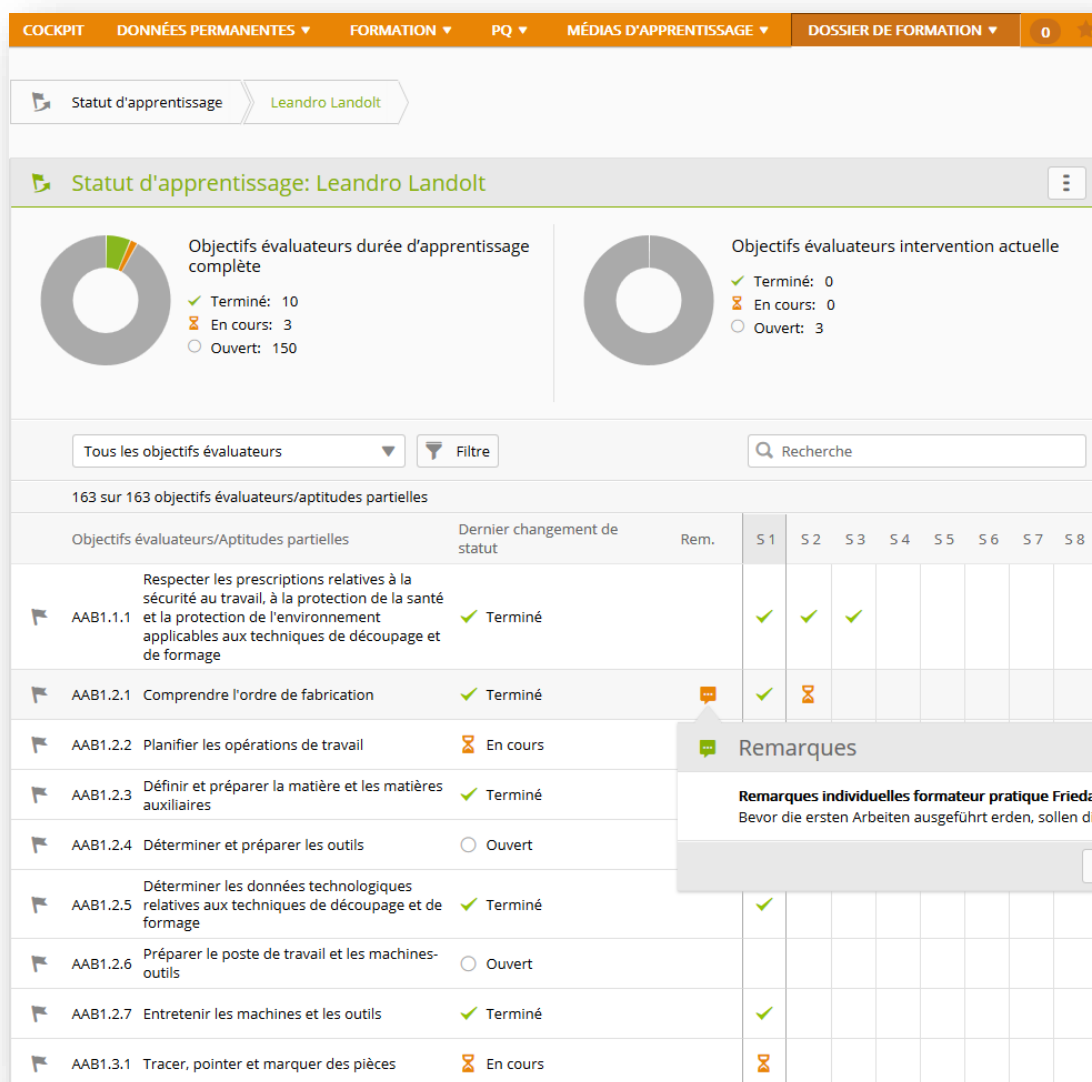 COCKPIT DONNÉES PERMANENTES FORMATION PQ MÉDIAS D'APPRENTISSAGE DOSSIER DE FORMATION 0
Statut d'apprentissage Leandro Landolt
Statut d'apprentissage: Leandro Landolt
Objectifs évaluateurs durée d’apprentissage
complète
Terminé: 10
En cours: 3
Ouvert: 150
Objectifs évaluateurs intervention actuelle
Terminé: 0
En cours: 0
Ouvert: 3
Tous les objectifs évaluateurs Filtre Recherche
163 sur 163 objectifs évaluateurs/aptitudes partielles
Objectifs évaluateurs/Aptitudes partielles Dernier changement de
statut Rem. S 1 S 2 S 3 S 4 S 5 S 6 S 7 S 8
Respecter les prescriptions relatives à la
sécurité au travail, à la protection de la santé
AAB1.1.1 et la protection de l'environnement Terminé
applicables aux techniques de découpage et
de formage
AAB1.2.1 Comprendre l'ordre de fabrication Terminé
AAB1.2.2 Planifier les opérations de travail En cours
Remarques
AAB1.2.3 Définir et préparer la matière et les matières Terminé
auxiliaires
Remarques individuelles formateur pratique
Bevor die ersten Arbeiten ausgeführt erden, sollen
AAB1.2.4 Déterminer et préparer les outils Ouvert
Déterminer les données technologiques
AAB1.2.5 relatives aux techniques de découpage et de Terminé
formage
AAB1.2.6 Préparer le poste de travail et les machines- Ouvert
outils
AAB1.2.7 Entretenir les machines et les outils Terminé
AAB1.3.1 Tracer, pointer et marquer des pièces En cours